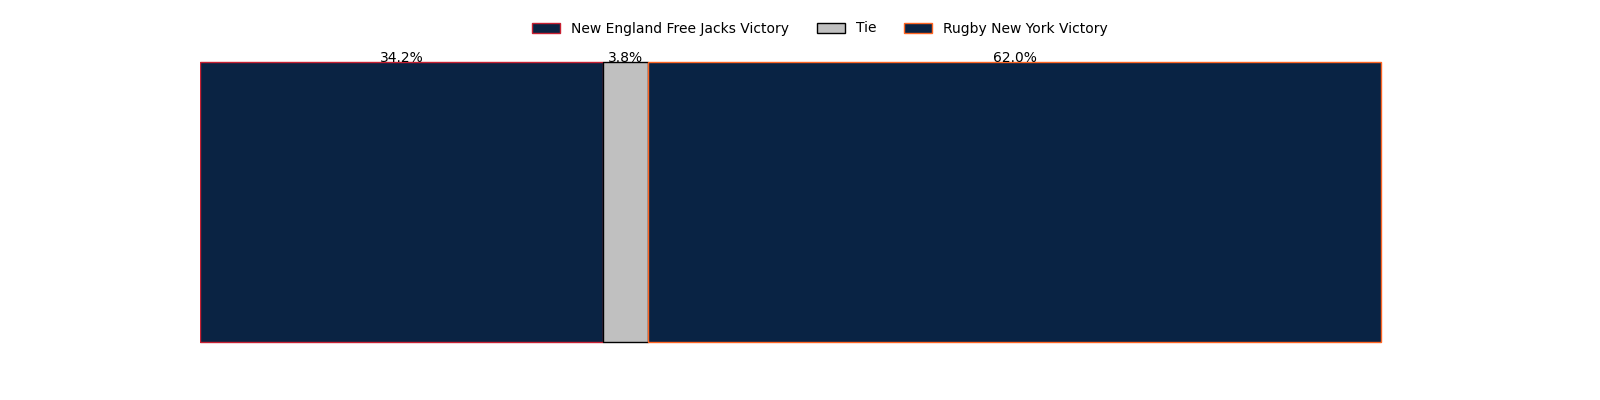 New England Free Jacks Victory Tie Rugby New York Victory
34.2% 3.8% 62.0%